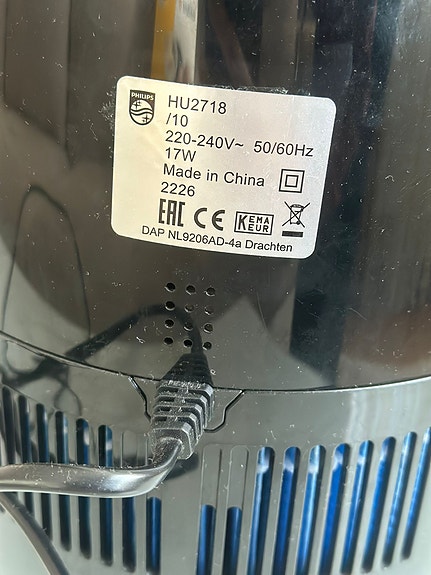 PHILIPS
HU2718
/10
220-240V~ 50/60Hz
17W
Made in China
2226
EAC CE KEMA
KEUR
DAP NL9206AD-4a Drachten